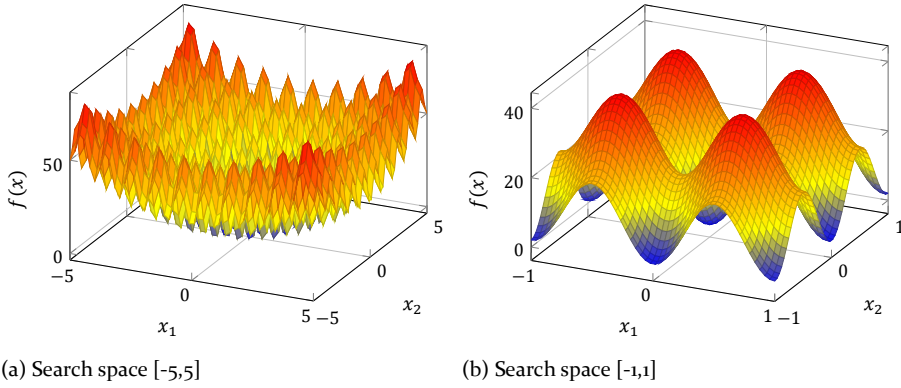 50
0
f(x)
−5
0
5
−5
0
5
x₁
x₂
40
20
0
f(x)
−1
0
1
−1
0
1
x₁
x₂
(a) Search space [-5,5]
(b) Search space [-1,1]